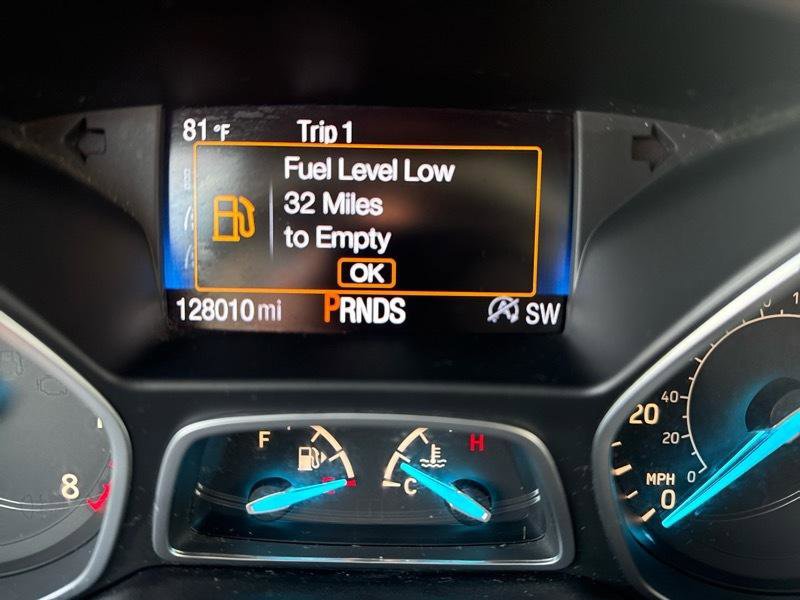 81°F Trip 1
Fuel Level Low
32 Miles
to Empty
OK
128010 mi PRNDS SW
F H
E C
8
20
40
20
MPH 0
0